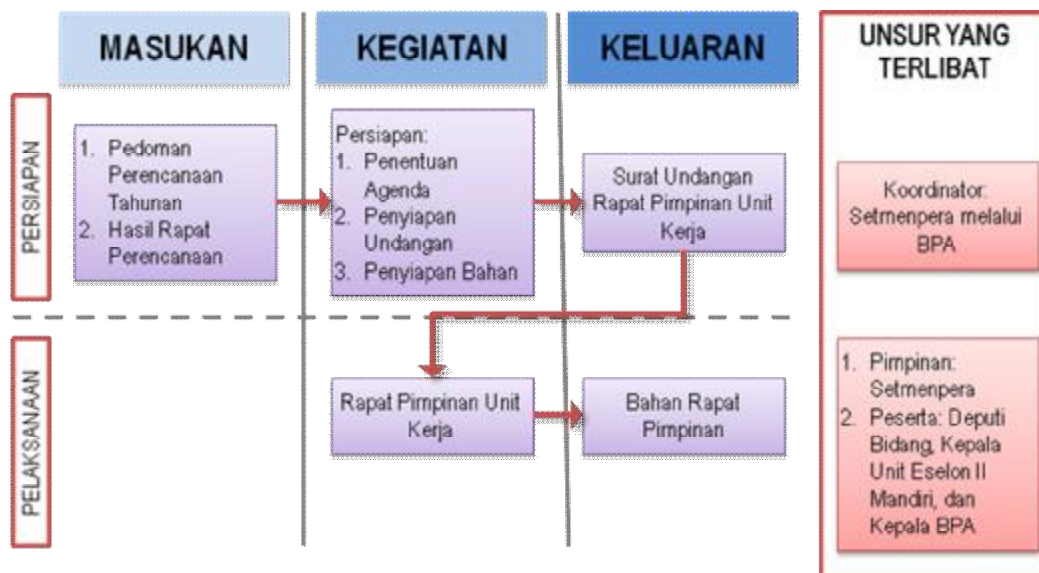 MASUKAN
KEGIATAN
KELUARAN
UNSUR YANG
TERLIBAT
PERSIAPAN
1. Pedoman
Perencanaan
Tahunan
2. Hasil Rapat
Perencanaan
Persiapan:
1. Penentuan
Agenda
2. Penyiapan
Undangan
3. Penyiapan Bahan
Surat Undangan
Rapat Pimpinan Unit
Kerja
Koordinator:
Setmenpera melalui
BPA
PELAKSANAAN
Rapat Pimpinan Unit
Kerja
Bahan Rapat
Pimpinan
1. Pimpinan:
Setmenpera
2. Peserta: Deputi
Bidang, Kepala
Unit Eselon II
Mandiri, dan
Kepala BPA